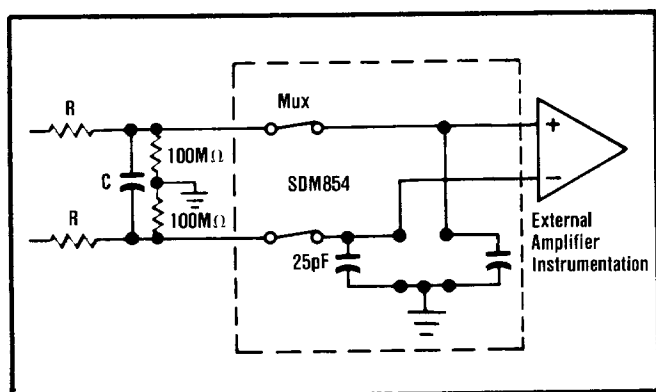 R
Mux
100MΩ
+
C
SDM854
−
100MΩ
R
25pF
External
Amplifier
Instrumentation